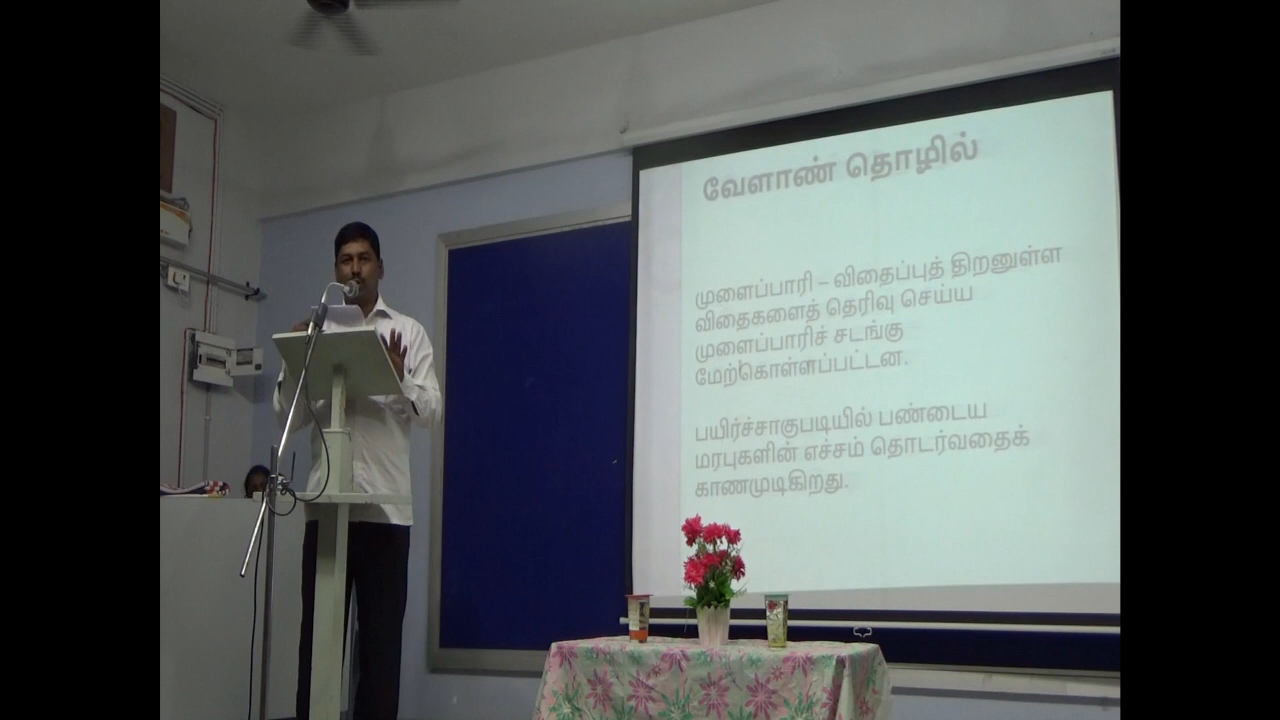 வேளாண் தொழில்
முளைப்பாரி – விதைப்புத் திறனுள்ள
விதைகளைத் தெரிவு செய்ய
முளைப்பாரிச் சடங்கு
மேற்கொள்ளப்பட்டன.
பயிர்ச்சாகுபடியில் பண்டைய
மரபுகளின் எச்சம் தொடர்வதைக்
காணமுடிகிறது.